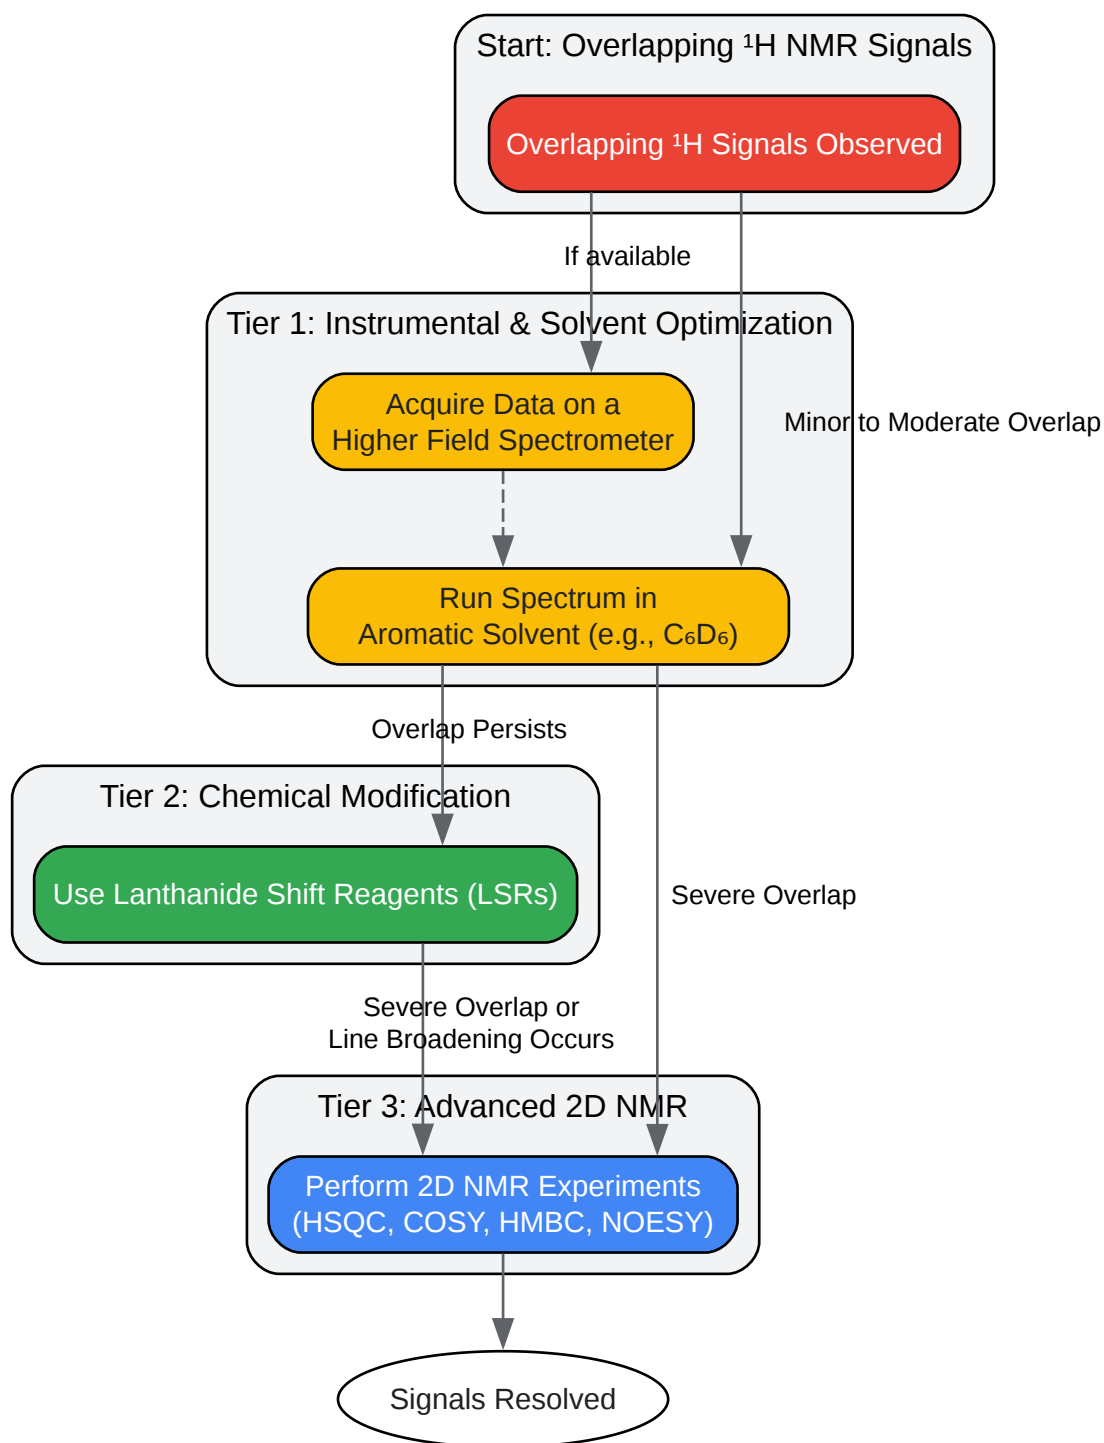 Start: Overlapping ¹H NMR Signals
Overlapping ¹H Signals Observed
If available
Tier 1: Instrumental & Solvent Optimization
Acquire Data on a
Higher Field Spectrometer
Minor to Moderate Overlap
Run Spectrum in
Aromatic Solvent (e.g., C₆D₆)
Overlap Persists
Tier 2: Chemical Modification
Use Lanthanide Shift Reagents (LSRs)
Severe Overlap
Severe Overlap or
Line Broadening Occurs
Tier 3: Advanced 2D NMR
Perform 2D NMR Experiments
(HSQC, COSY, HMBC, NOESY)
Signals Resolved